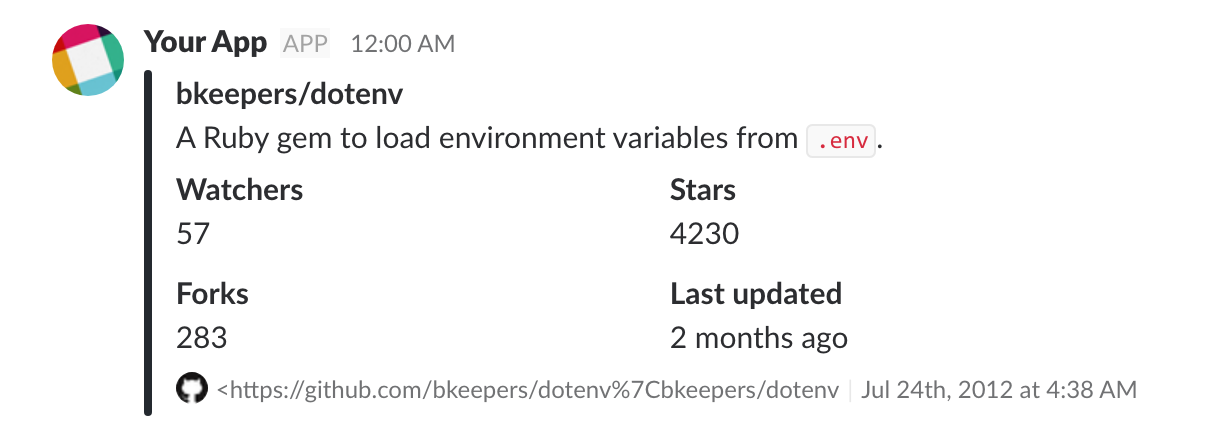 Your App APP 12:00 AM
bkeepers/dotenv
A Ruby gem to load environment variables from .env.
Watchers Stars
57 4230
Forks Last updated
283 2 months ago
<https://github.com/bkeepers/dotenv%7Cbkeepers/dotenv | Jul 24th, 2012 at 4:38 AM